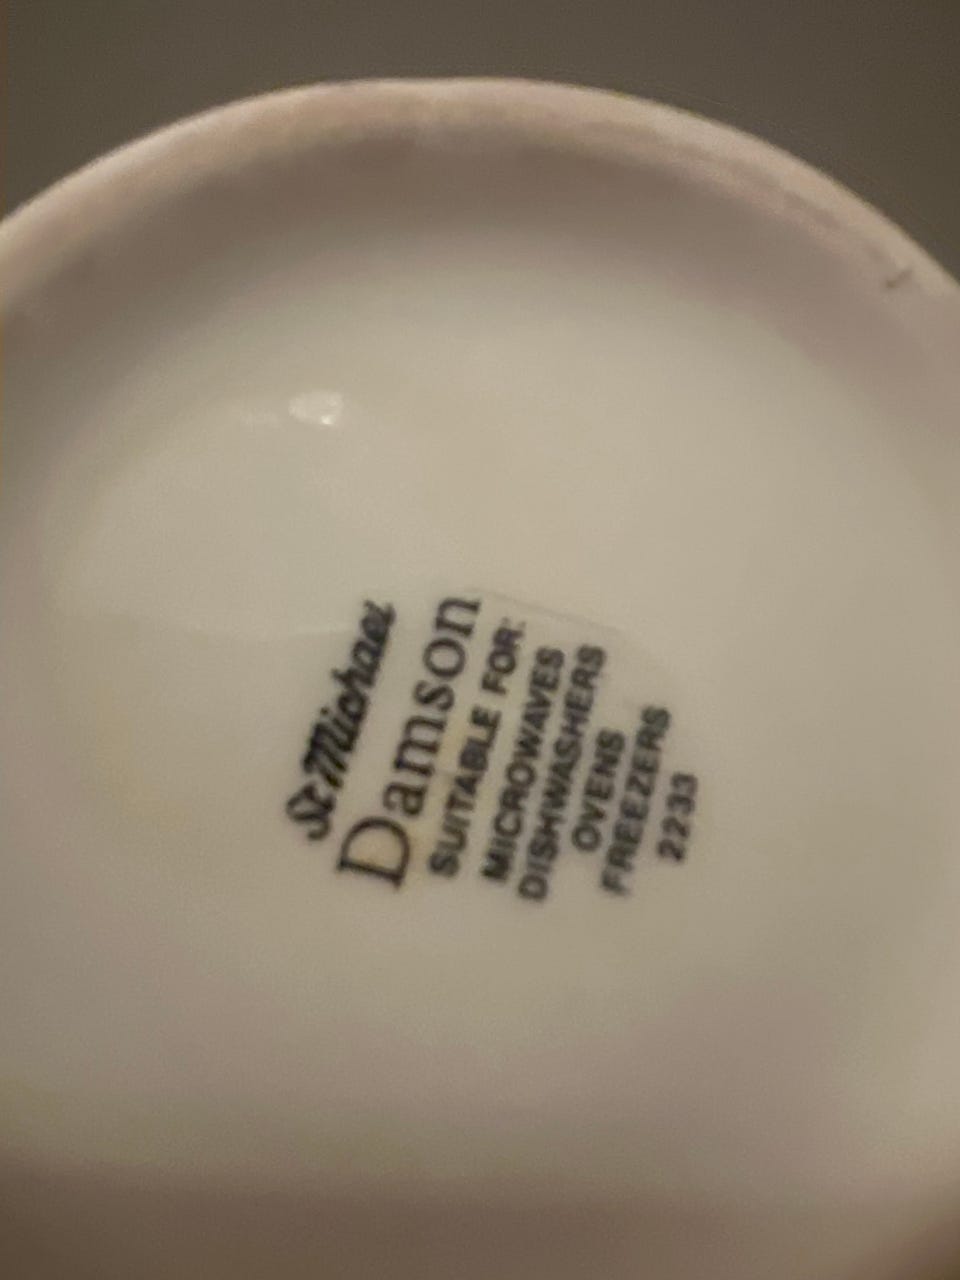 St Michael
Damson
SUITABLE FOR:
MICROWAVES
DISHWASHERS
OVENS
FREEZERS
2233